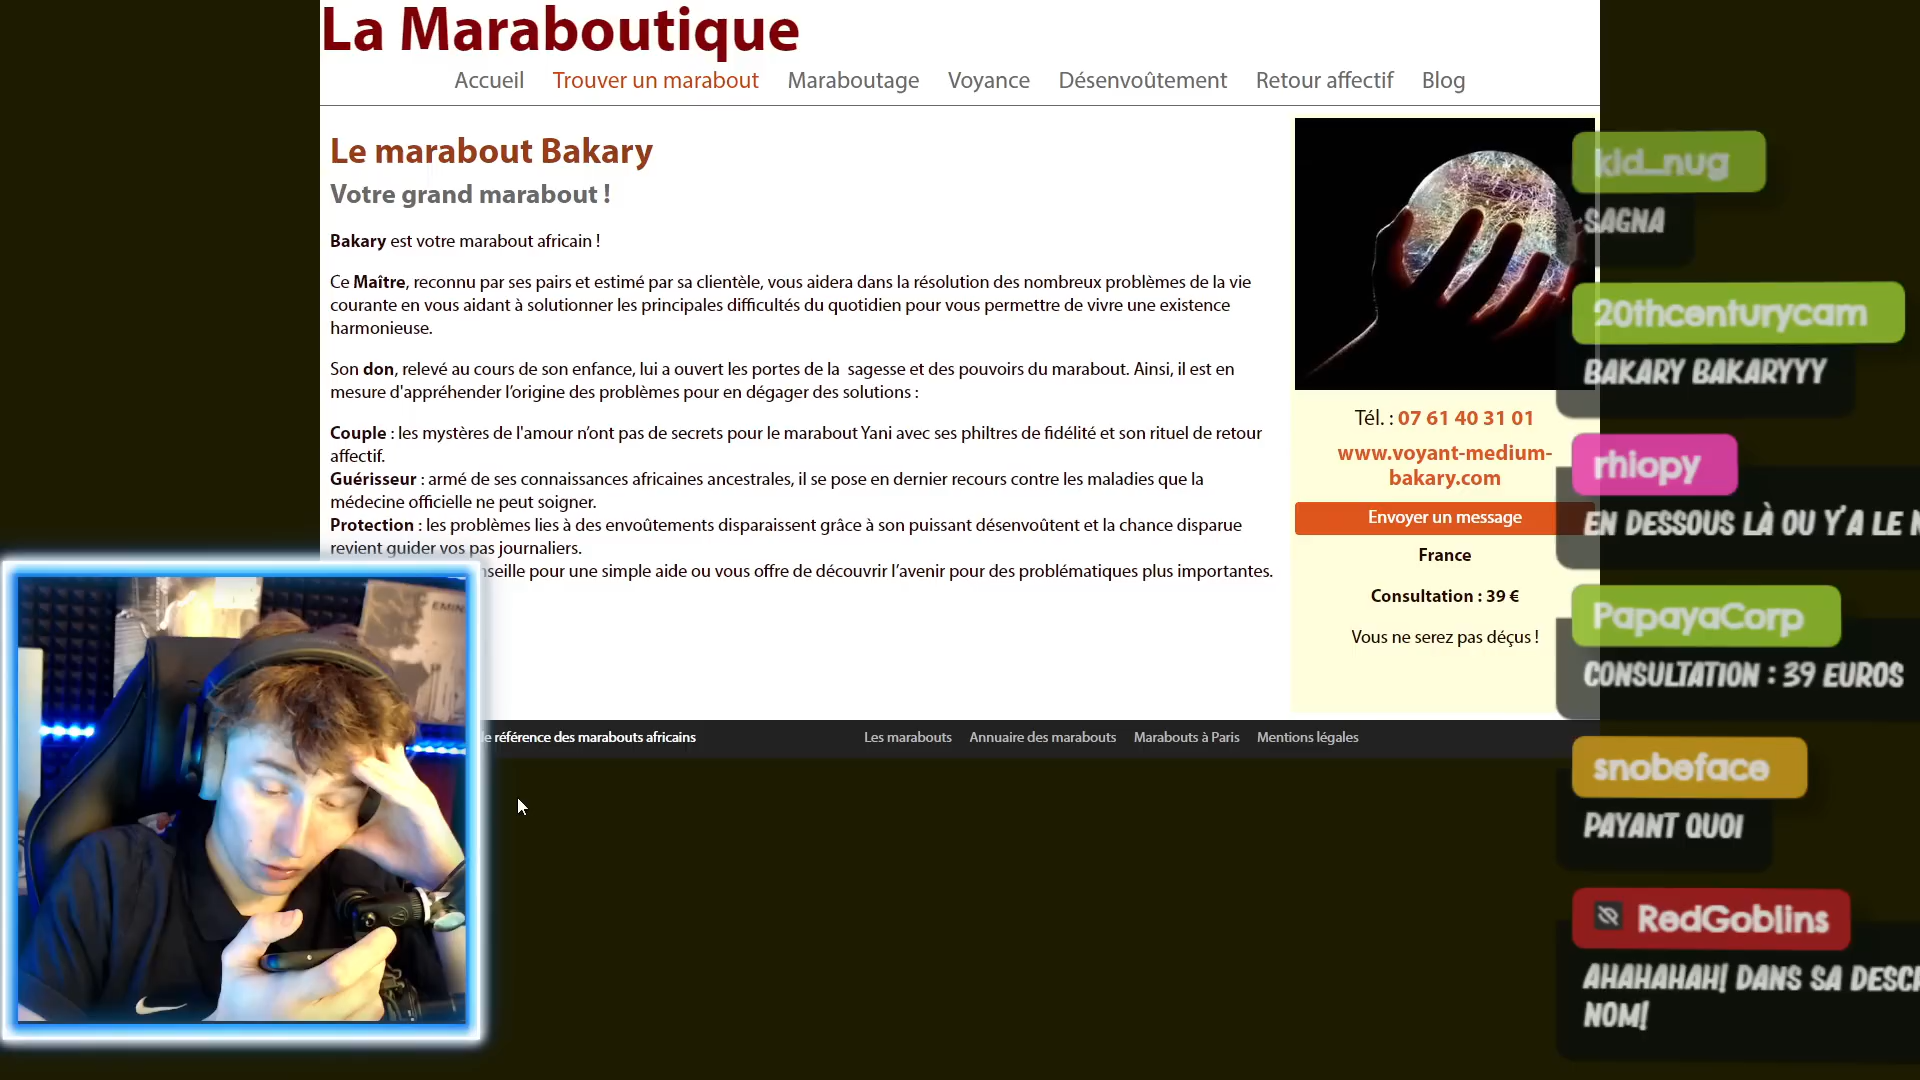 La Maraboutique
Accueil Trouver un marabout Maraboutage Voyance Désenvoûtement Retour affectif Blog
Le marabout Bakary
Votre grand marabout !
Bakary est votre marabout africain !
Ce Maître, reconnu par ses pairs et estimé par sa clientèle, vous aidera dans la résolution des nombreux problèmes de la vie
courante en vous aidant à solutionner les principales difficultés du quotidien pour vous permettre de vivre une existence
harmonieuse.
Son don, relevé au cours de son enfance, lui a ouvert les portes de la sagesse et des pouvoirs du marabout. Ainsi, il est en
mesure d'appréhender l’origine des problèmes pour en dégager des solutions :
Couple : les mystères de l'amour n’ont pas de secrets pour le marabout Yani avec ses philtres de fidélité et son rituel de retour
affectif.
Guérisseur : armé de ses connaissances africaines ancestrales, il se pose en dernier recours contre les maladies que la
médecine officielle ne peut soigner.
Protection : les problèmes lies à des envoûtements disparaissent grâce à son puissant désenvoûtent et la chance disparue
revient guider vos pas journaliers.
nseille pour une simple aide ou vous offre de découvrir l’avenir pour des problématiques plus importantes.
Tél. : 07 61 40 31 01
www.voyant-medium-
bakary.com
Envoyer un message
France
Consultation : 39 €
Vous ne serez pas déçus !
référence des marabouts africains
Les marabouts Annuaire des marabouts Marabouts à Paris Mentions légales
kid_nug
SAGNA
20thcenturycam
BAKARY BAKARYYY
rhiopy
EN DESSOUS LÀ OU Y'A LE
PapayaCorp
CONSULTATION : 39 EUROS
snobeface
PAYANT QUOI
RedGoblins
AHAHAHAH! DANS SA DESC
NOM!
EMIN